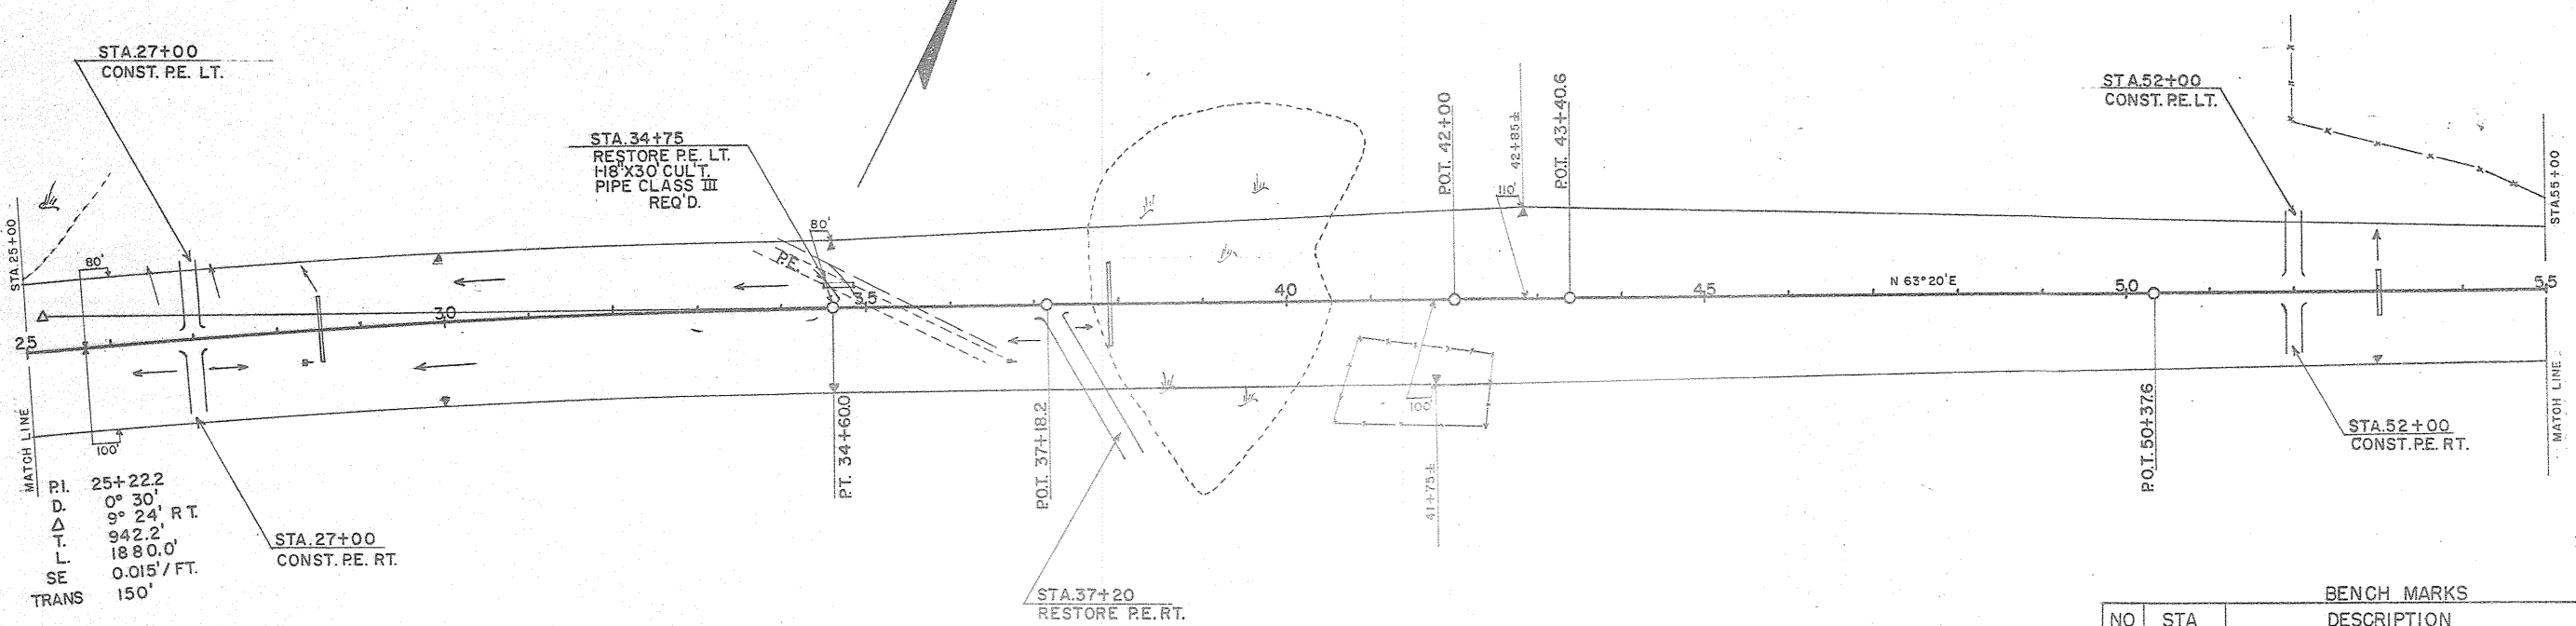 STA.27+00
CONST. P.E. LT.
STA.34+75
RESTORE P.E. LT.
1-18"X30' CUL'T.
PIPE CLASS III
REQ'D.
P.O.T. 42+00
42+85±
P.O.T. 43+40.6
STA.52+00
CONST. P.E. LT.
STA.25+00
STA.55+00
80'
80'
110'
P.E.
25
30
35
40
45
N 63°20'E
50
55
MATCH LINE
100'
P.T. 34+60.0
P.O.T. 37+18.2
100'
41+75±
P.O.T. 50+37.6
MATCH LINE
STA.52+00
CONST. P.E. RT.
P.I. 25+22.2
D. 0° 30'
Δ 9° 24' RT.
T. 942.2'
L. 1880.0'
SE 0.015'/FT.
TRANS 150'
STA.27+00
CONST. P.E. RT.
STA.37+20
RESTORE P.E. RT.
BENCH MARKS
NO STA DESCRIPTION